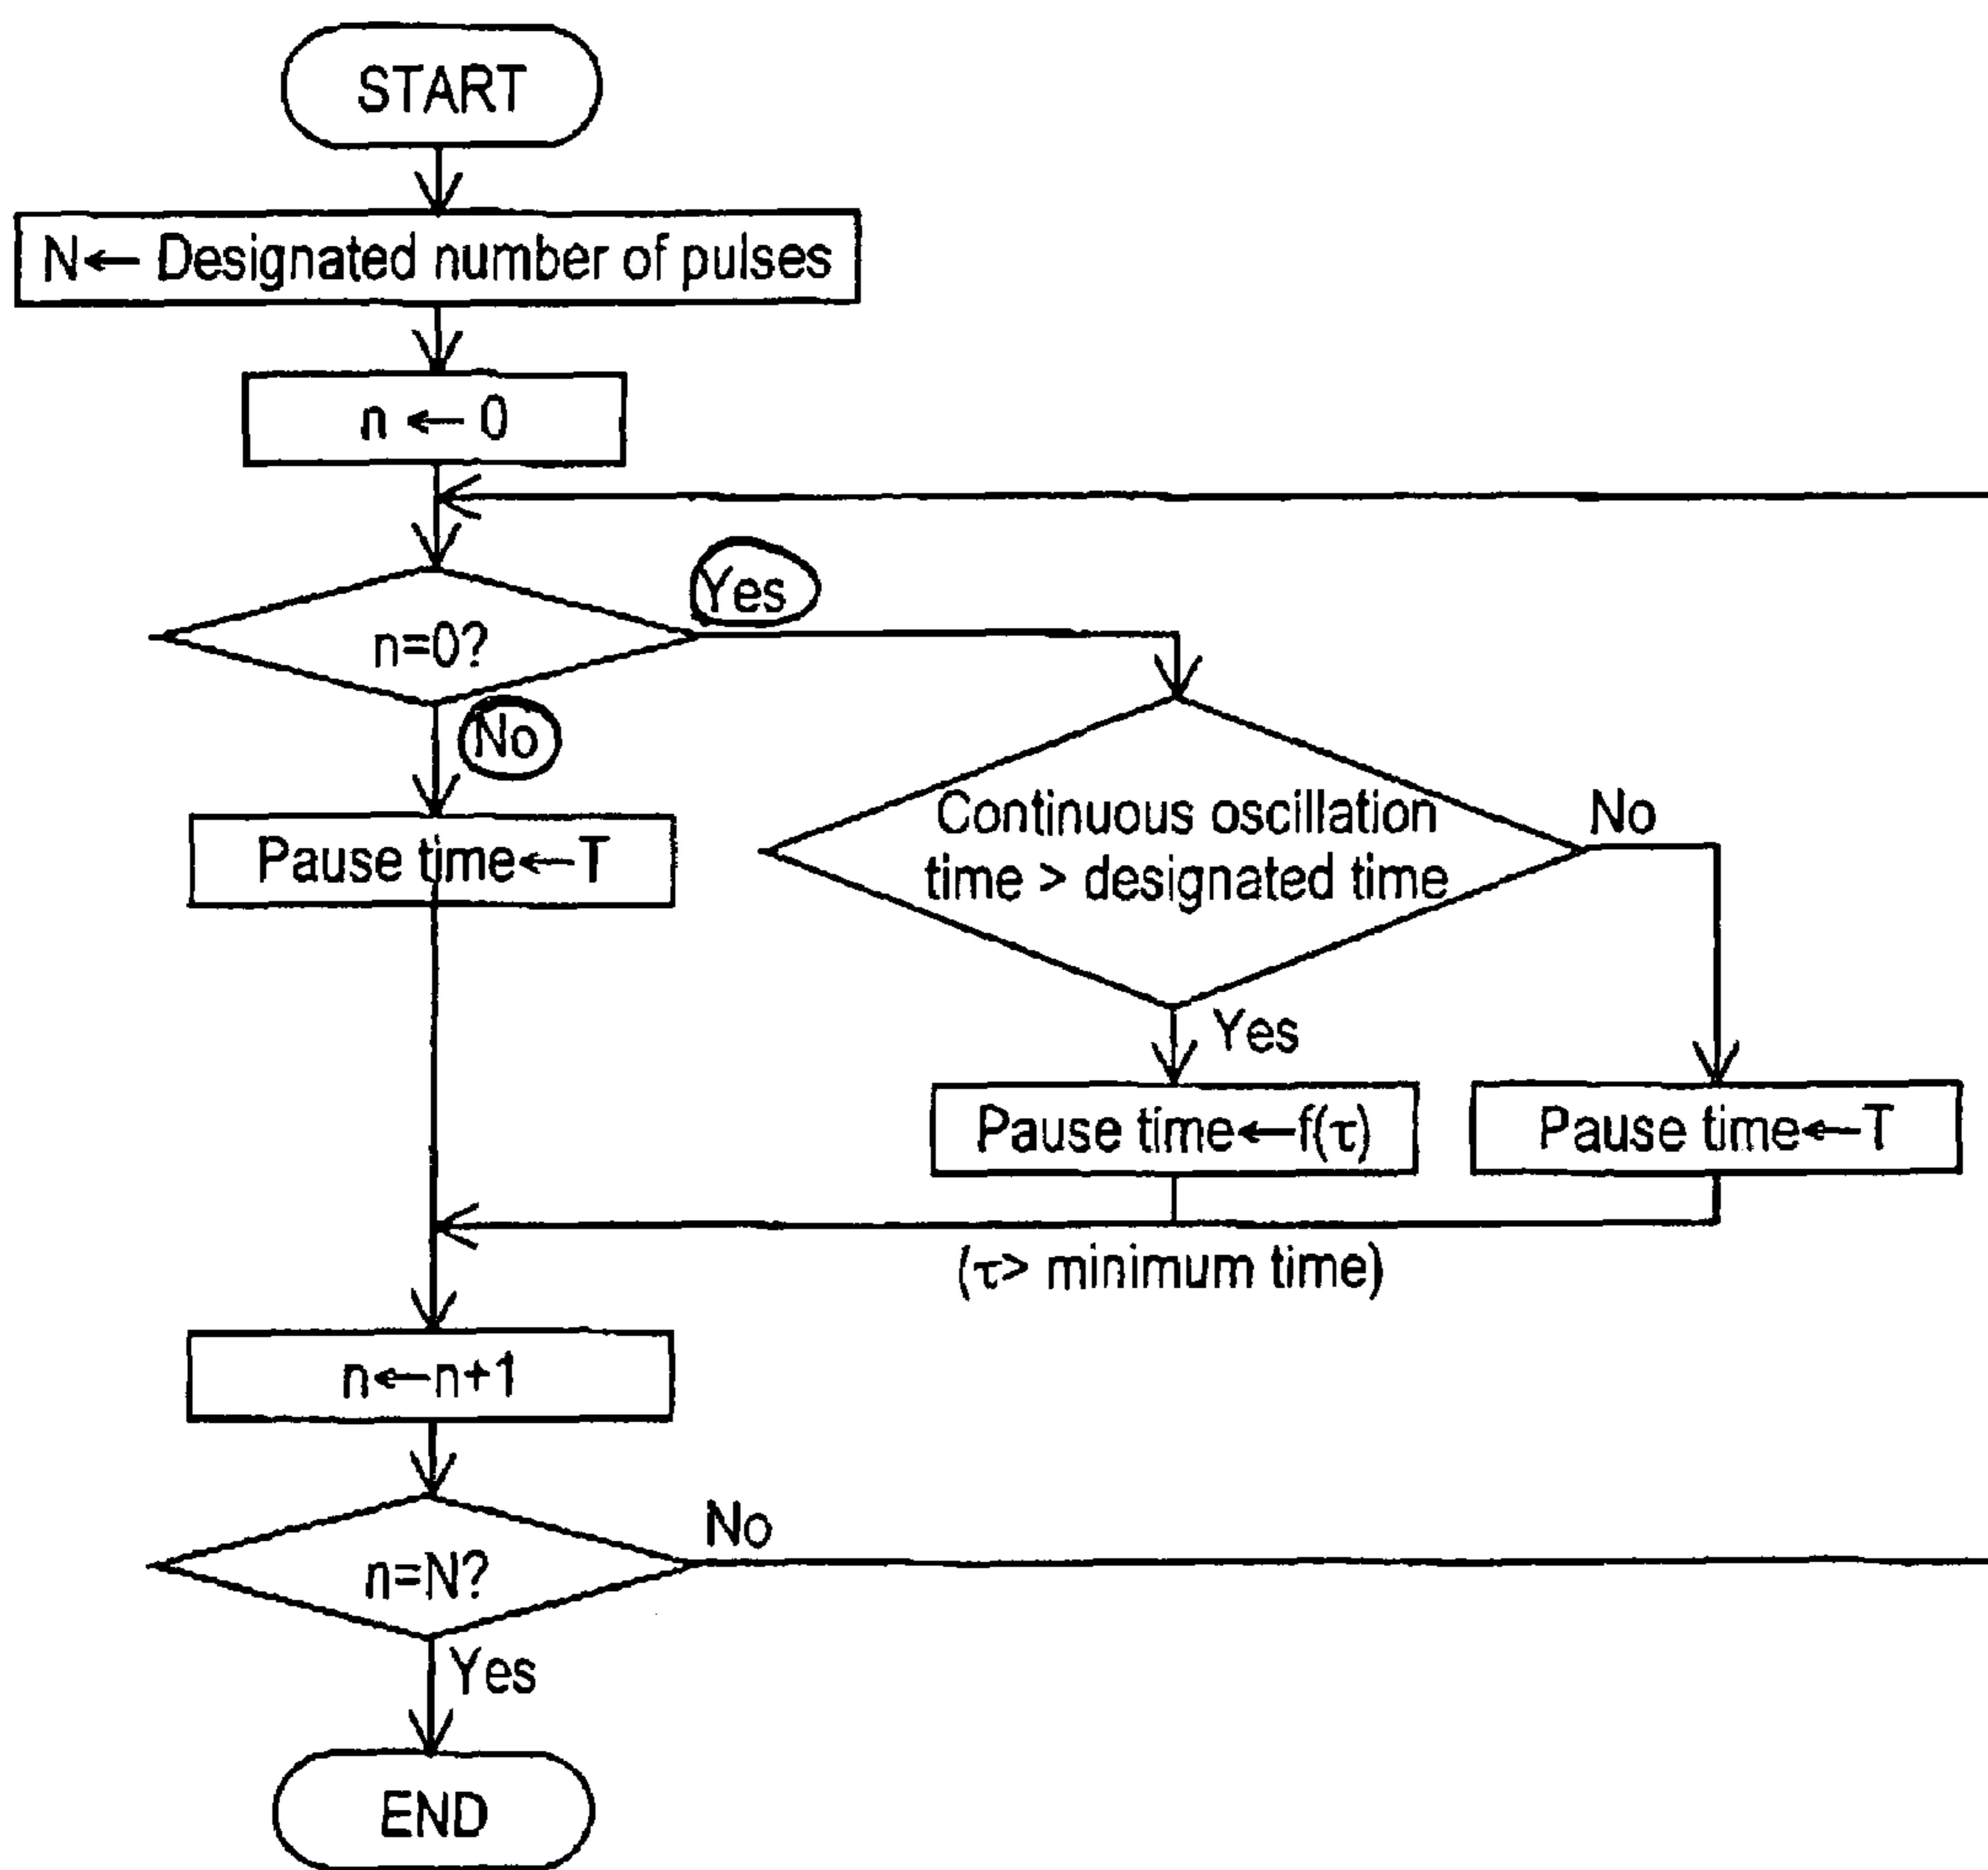 START
N← Designated number of pulses
n ← 0
n=0?
Yes
No
Pause time←T
Continuous oscillation
time > designated time
No
Yes
Pause time←f(τ)
Pause time←T
(τ> minimum time)
n←n+1
n=N?
No
Yes
END